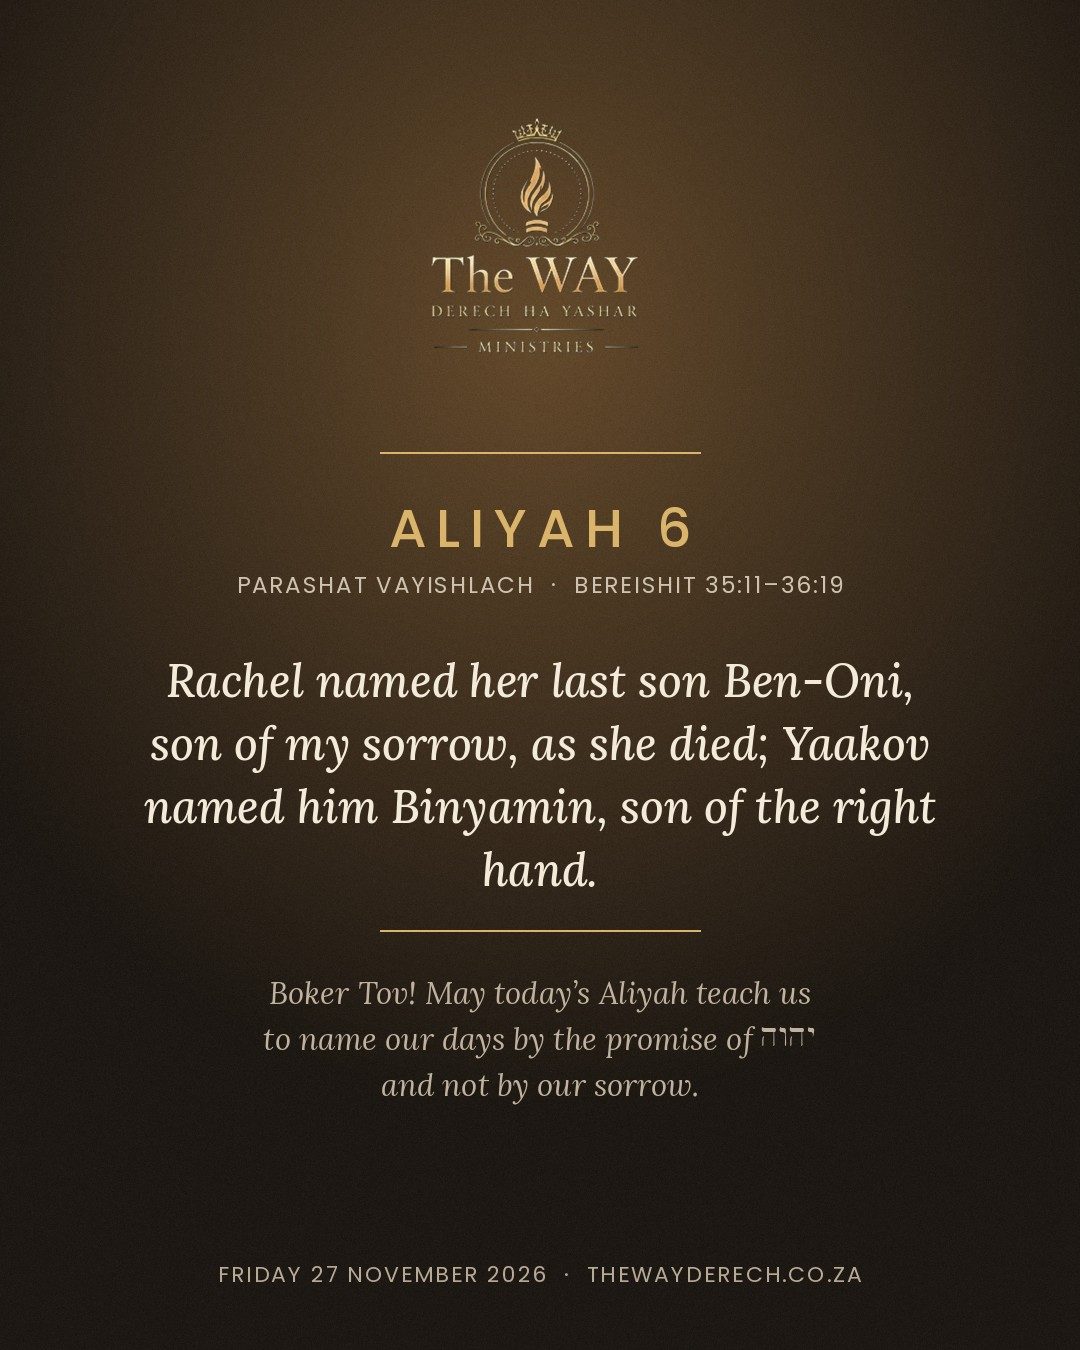 The WAY
DERECH HA YASHAR
MINISTRIES
ALIYAH 6
PARASHAT VAYISHLACH · BEREISHIT 35:11–36:19
Rachel named her last son Ben-Oni,
son of my sorrow, as she died; Yaakov
named him Binyamin, son of the right
hand.
Boker Tov! May today’s Aliyah teach us
to name our days by the promise of יהוה
and not by our sorrow.
FRIDAY 27 NOVEMBER 2026 · THEWAYDERECH.CO.ZA